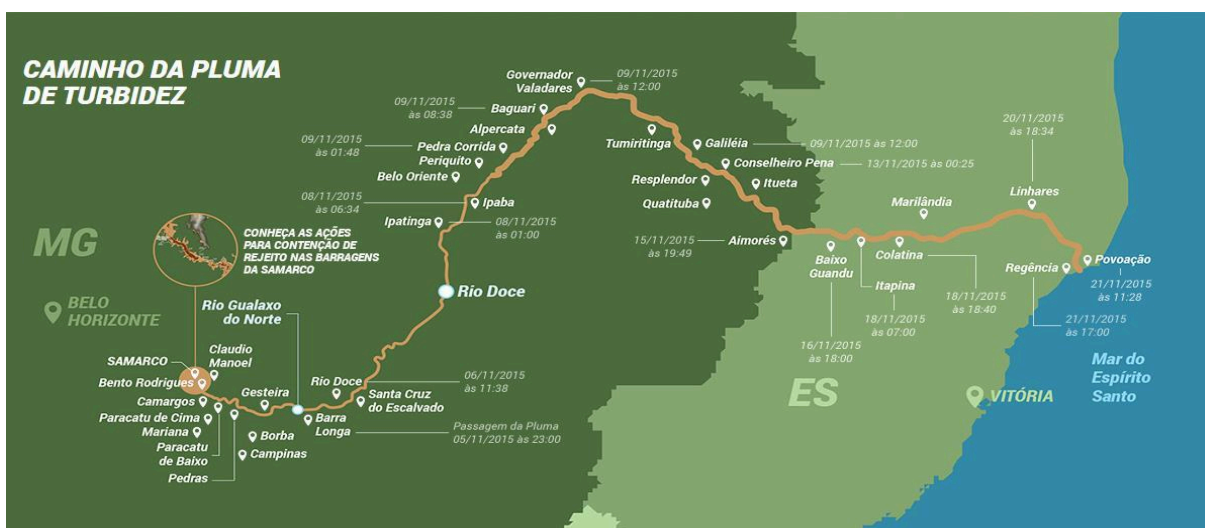 CAMINHO DA PLUMA
DE TURBIDEZ
Governador
Valadares
09/11/2015
às 12:00
09/11/2015
às 08:38
Baguari
Alpercata
09/11/2015
às 01:48
Pedra Corrida
Periquito
Belo Oriente
08/11/2015
às 06:34
Ipaba
Ipatinga
08/11/2015
às 01:00
Tumiritinga
Galiléia
09/11/2015 às 12:00
Conselheiro Pena
13/11/2015 às 00:25
Resplendor
Itueta
Quatituba
15/11/2015
às 19:49
Aimorés
20/11/2015
às 18:34
Linhares
Marilândia
Baixo
Guandu
16/11/2015
às 18:00
Itapina
18/11/2015
às 07:00
Colatina
18/11/2015
às 18:40
Regência
21/11/2015
às 17:00
Povoação
21/11/2015
às 11:28
MG
CONHEÇA AS AÇÕES
PARA CONTENÇÃO DE
REJEITO NAS BARRAGENS
DA SAMARCO
BELO
HORIZONTE
Rio Gualaxo
do Norte
Rio Doce
SAMARCO
Claudio
Manoel
Bento Rodrigues
Camargos
Paracatu de Cima
Mariana
Paracatu
de Baixo
Pedras
Gesteira
Borba
Campinas
Rio Doce
Barra
Longa
Santa Cruz
do Escalvado
06/11/2015
às 11:38
Passagem da Pluma
05/11/2015 às 23:00
ES
VITÓRIA
Mar do
Espírito
Santo